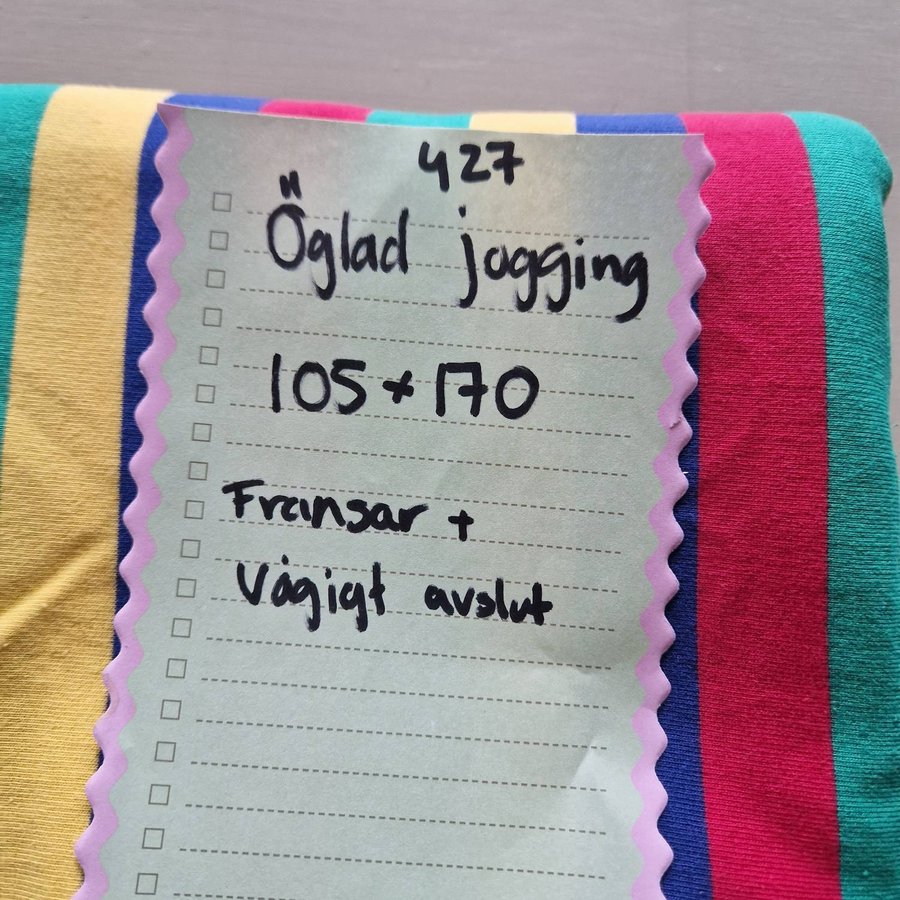 427
Öglad jogging
105 + 170
Fransar +
Vågigt avslut